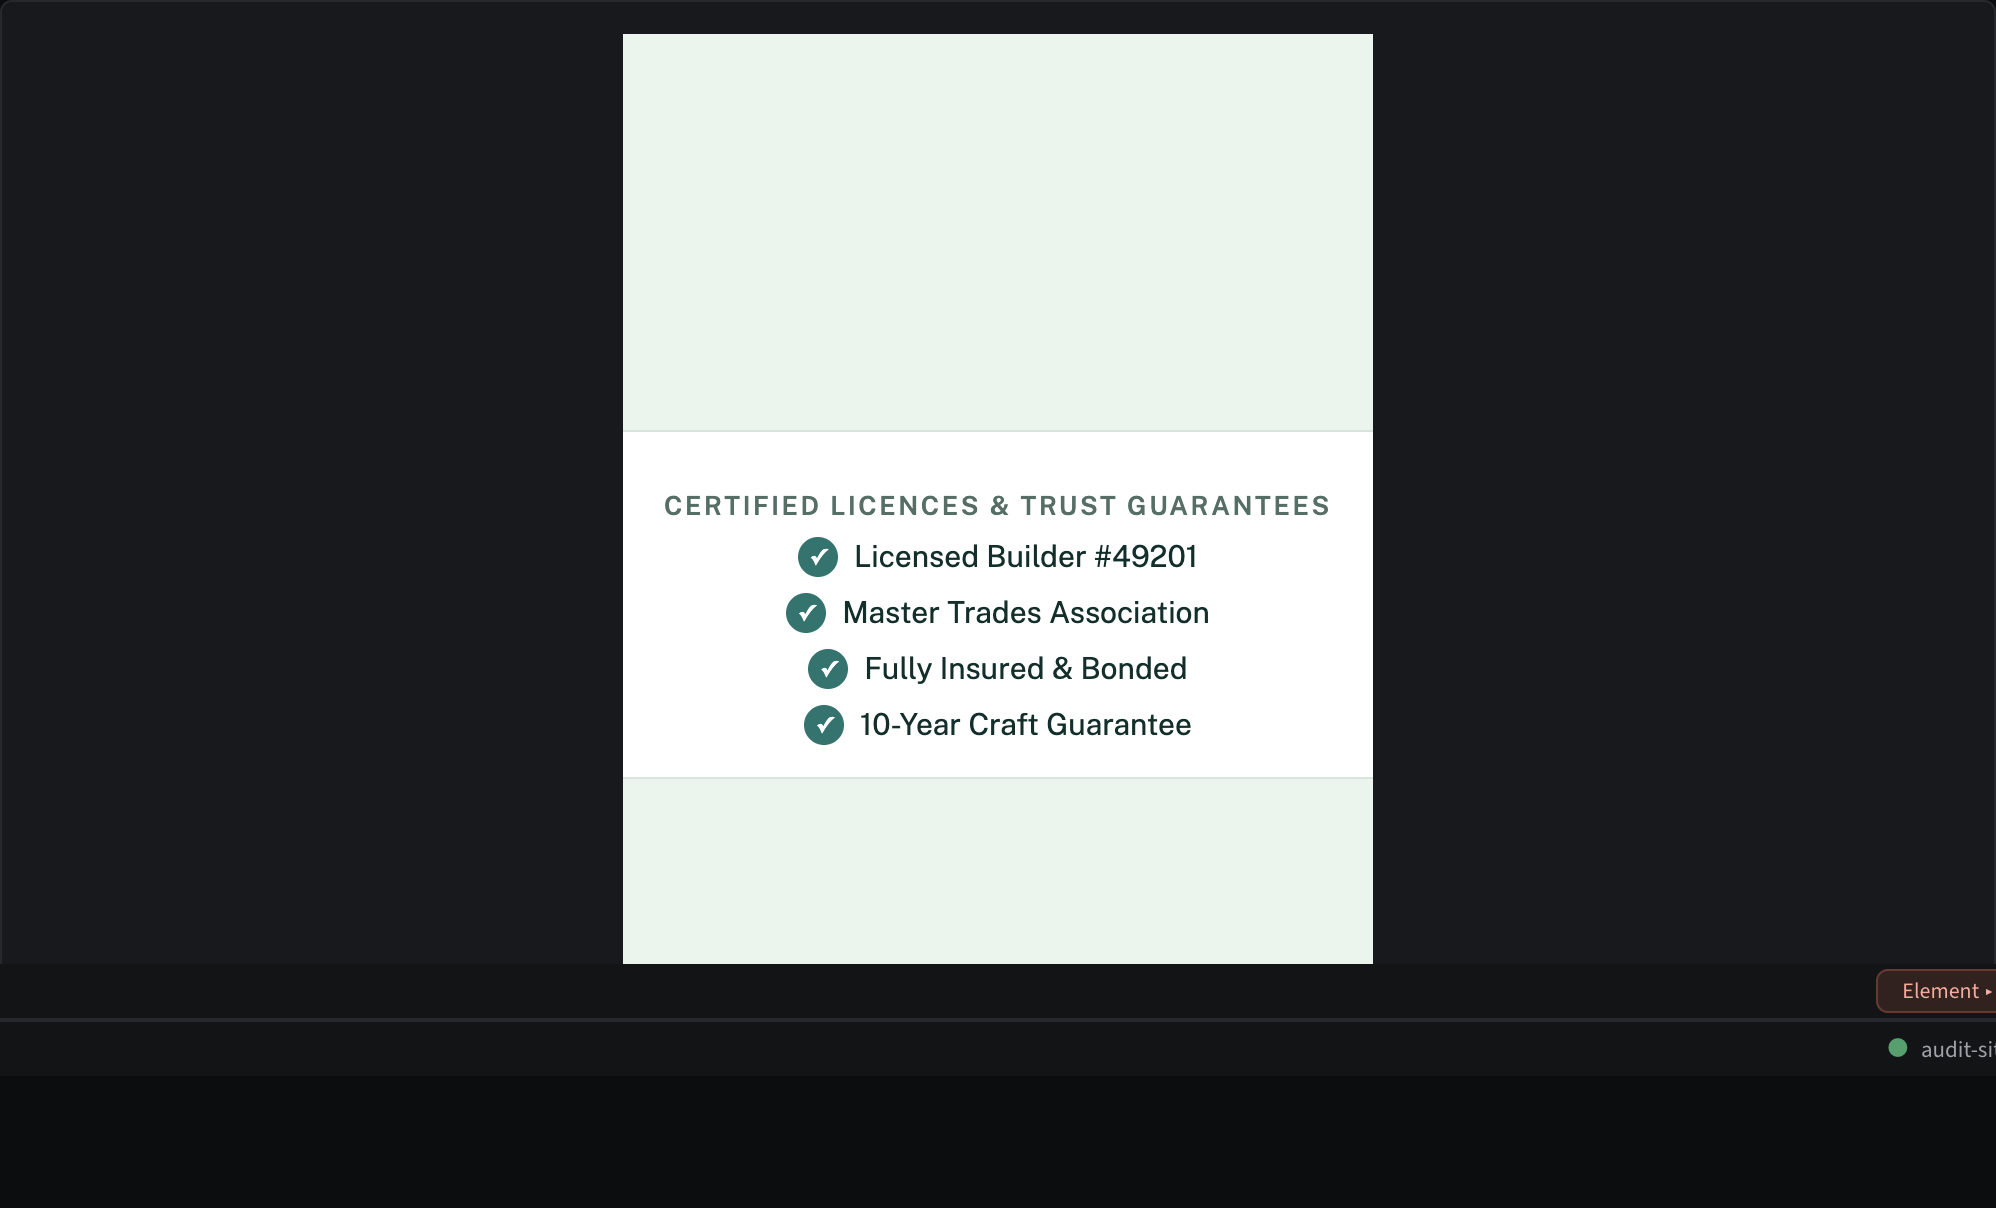 CERTIFIED LICENCES & TRUST GUARANTEES
✓ Licensed Builder #49201
✓ Master Trades Association
✓ Fully Insured & Bonded
✓ 10-Year Craft Guarantee
Element ▸
audit-sit